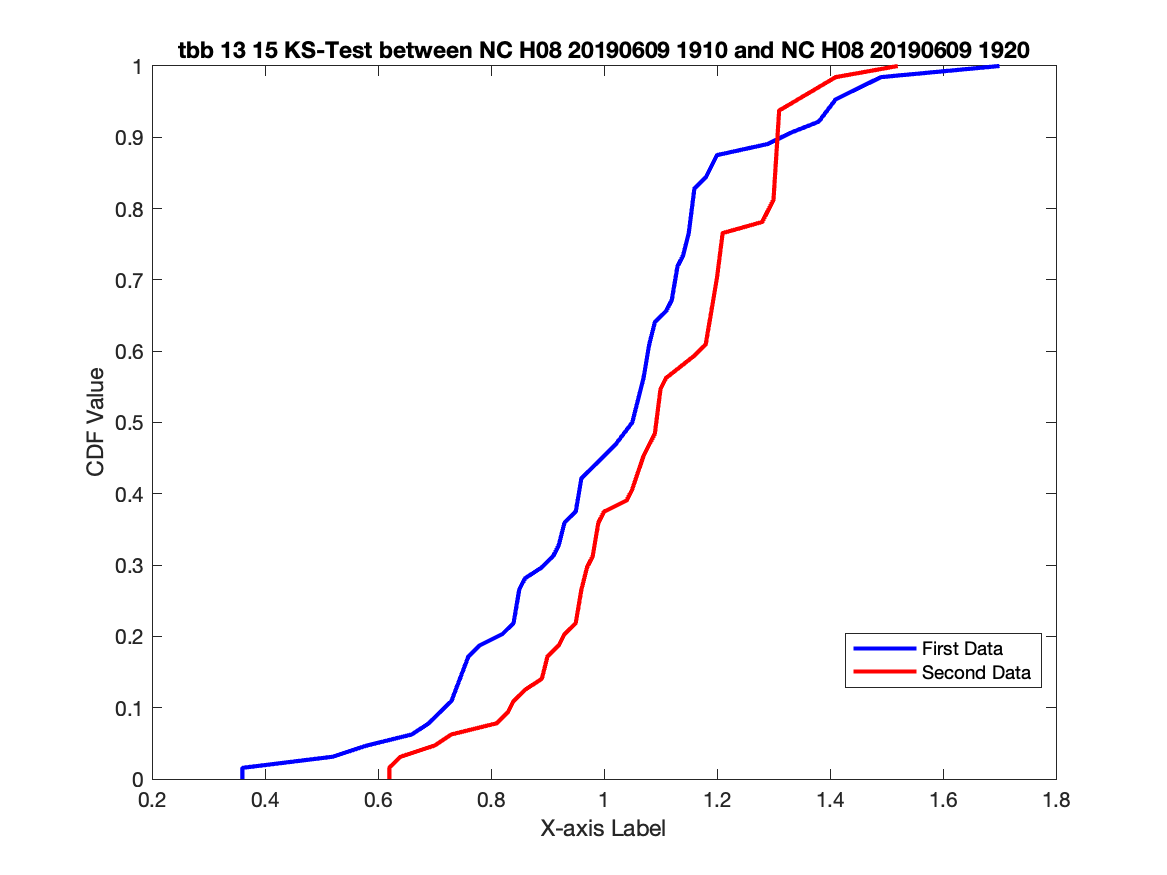 tbb 13 15 KS-Test between NC H08 20190609 1910 and NC H08 20190609 1920
1
0.9
0.8
0.7
0.6
0.5
0.4
0.3
0.2
0.1
0
CDF Value
First Data
Second Data
0.2 0.4 0.6 0.8 1 1.2 1.4 1.6 1.8
X-axis Label